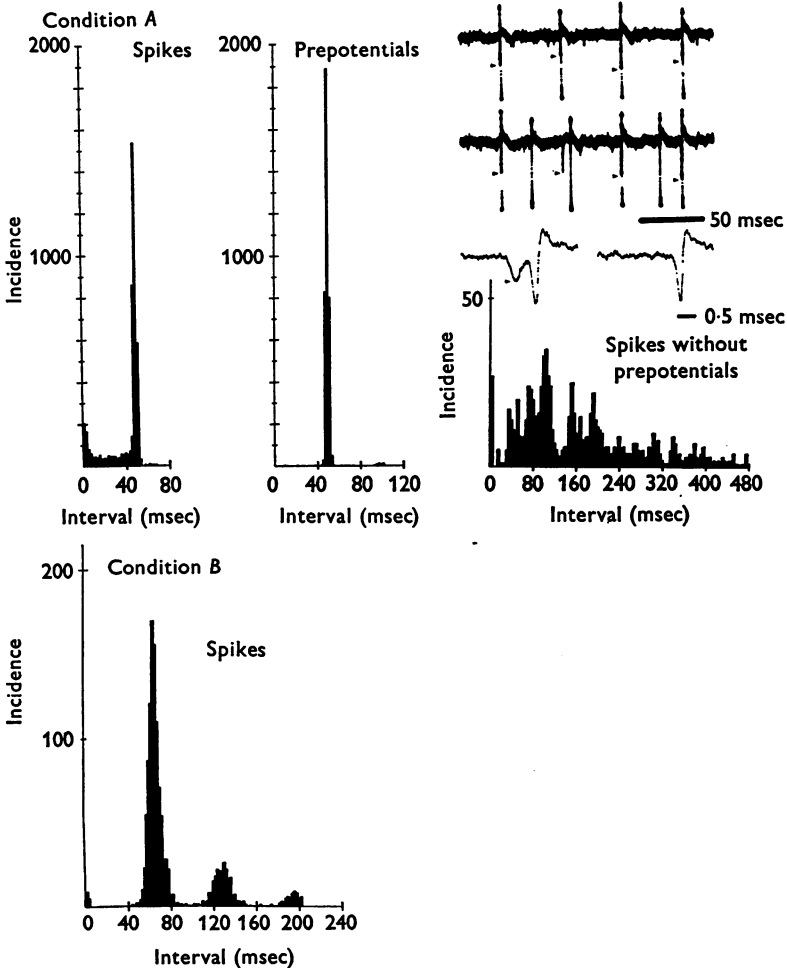 Condition A
2000
Spikes
1000
Incidence
0 40 80
Interval (msec)
2000
Prepotentials
1000
0 40 80 120
Interval (msec)
50 msec
0·5 msec
50
Spikes without
prepotentials
Incidence
0 80 160 240 320 400 480
Interval (msec)
Condition B
200
Spikes
100
Incidence
0 40 80 120 160 200 240
Interval (msec)